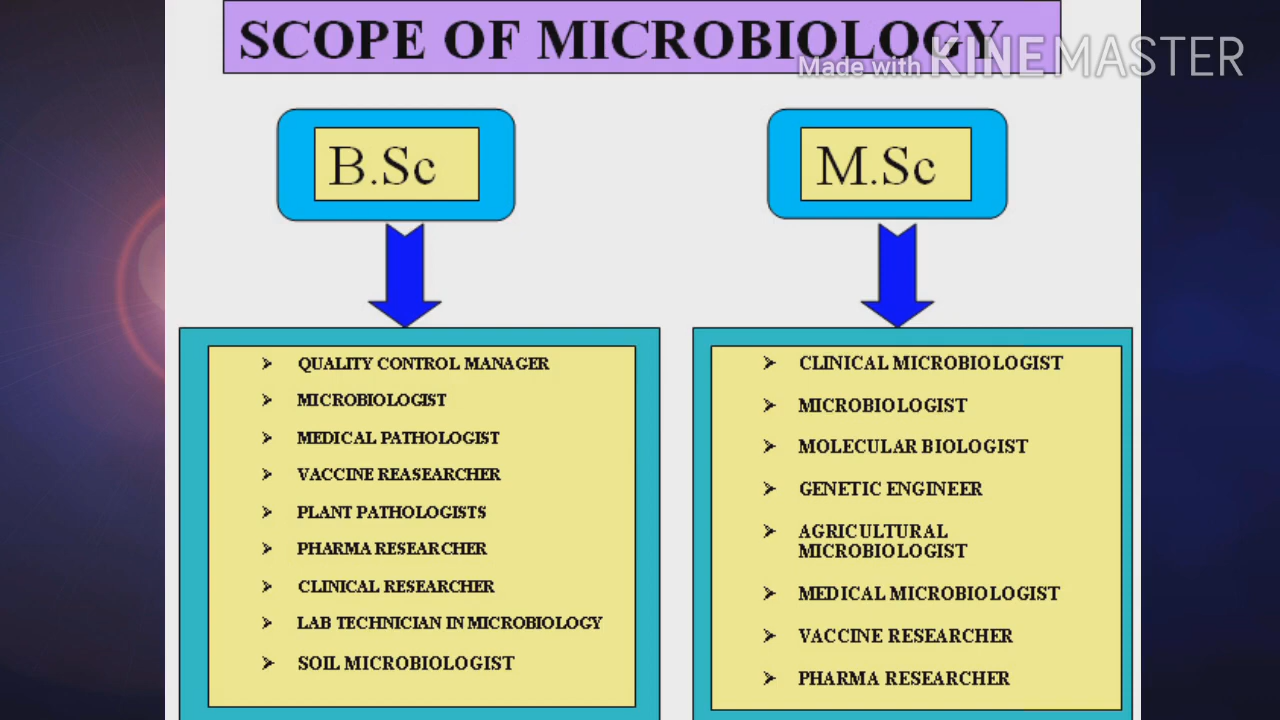 SCOPE OF MICROBIOLOGY
Made with KINEMASTER
B.Sc
M.Sc
QUALITY CONTROL MANAGER
MICROBIOLOGIST
MEDICAL PATHOLOGIST
VACCINE REASEARCHER
PLANT PATHOLOGISTS
PHARMA RESEARCHER
CLINICAL RESEARCHER
LAB TECHNICIAN IN MICROBIOLOGY
SOIL MICROBIOLOGIST
CLINICAL MICROBIOLOGIST
MICROBIOLOGIST
MOLECULAR BIOLOGIST
GENETIC ENGINEER
AGRICULTURAL
MICROBIOLOGIST
MEDICAL MICROBIOLOGIST
VACCINE RESEARCHER
PHARMA RESEARCHER